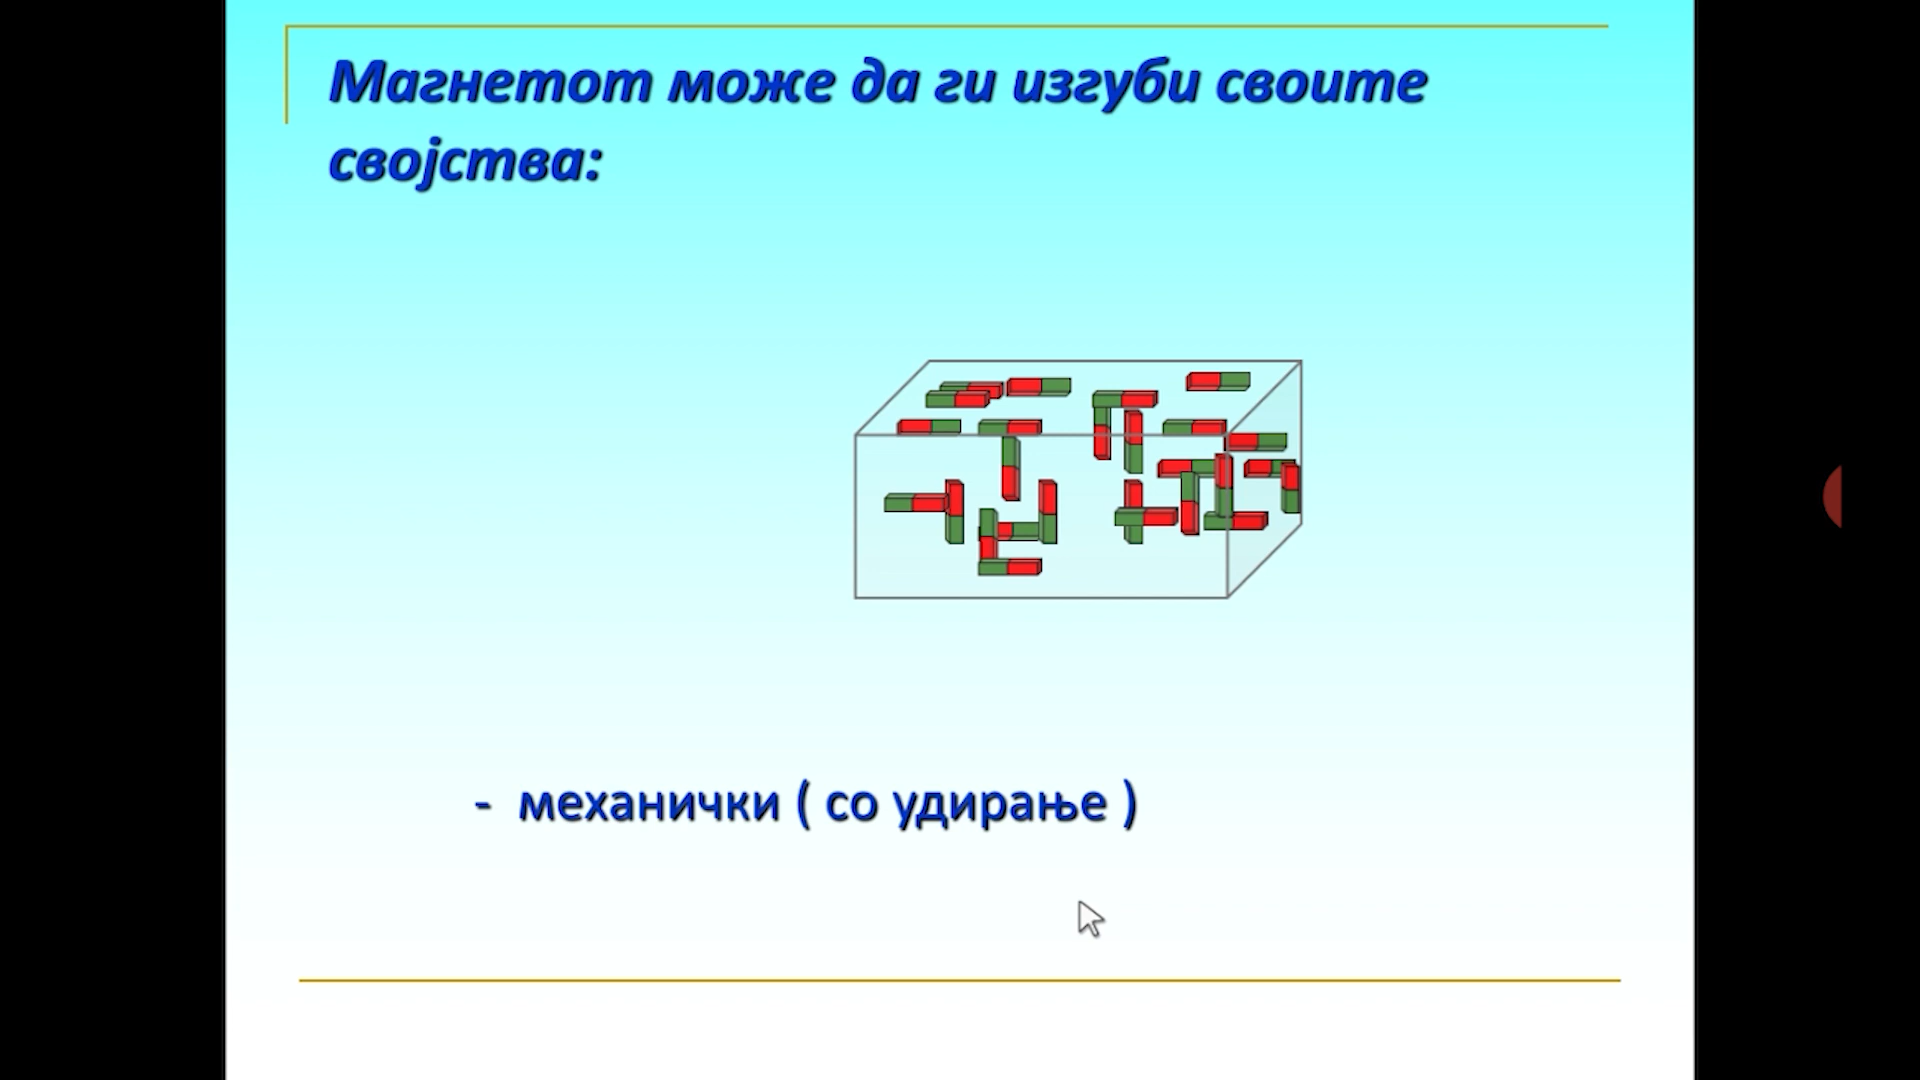 Магнетот може да ги изгуби своите
својства:
- механички ( со удирање )